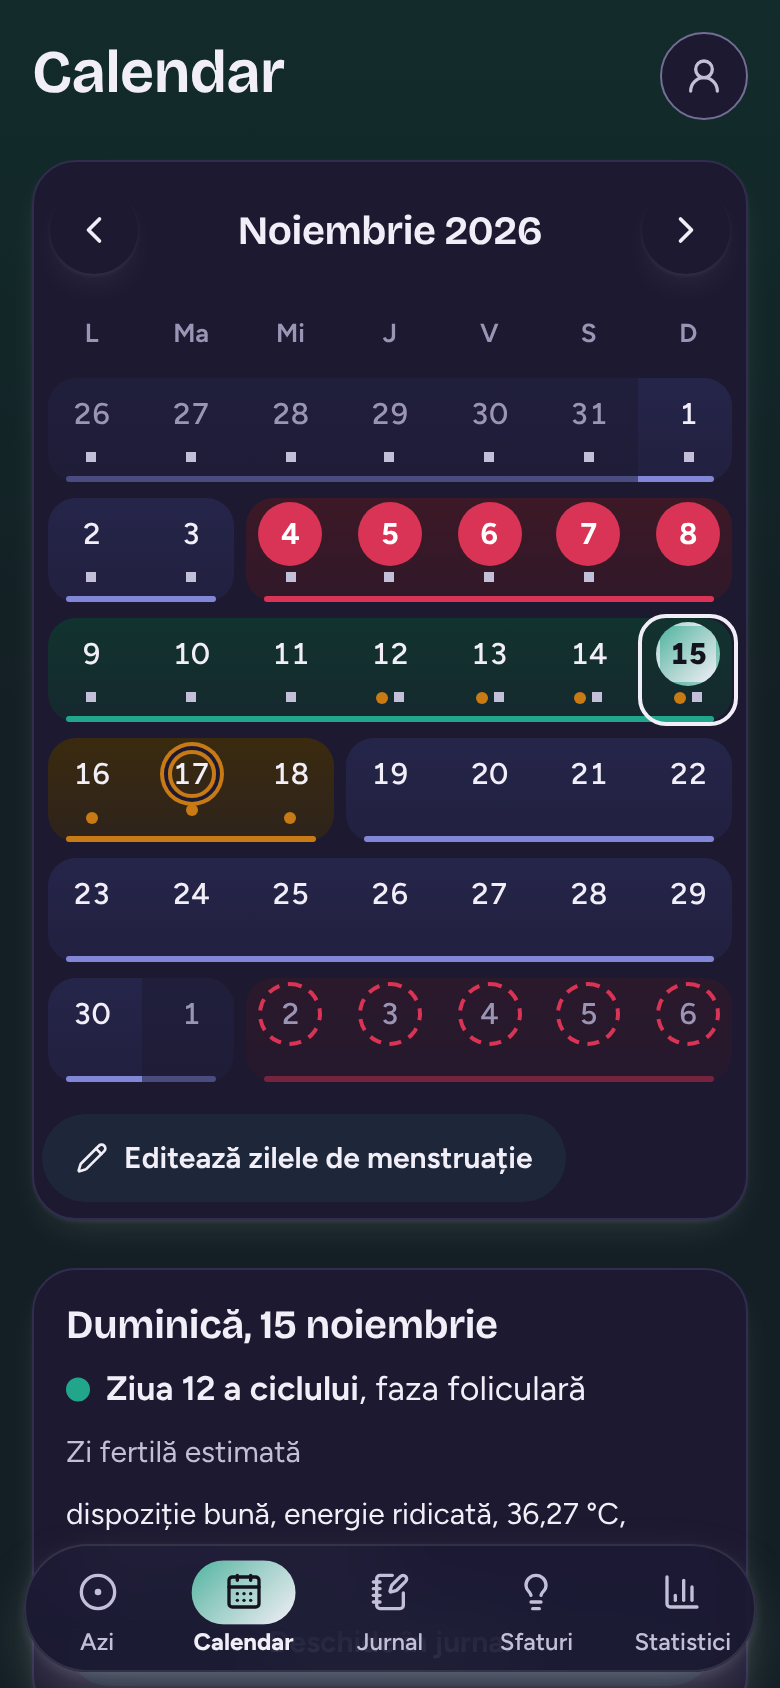 Calendar
Noiembrie 2026
L Ma Mi J V S D
26 27 28 29 30 31 1
2 3 4 5 6 7 8
9 10 11 12 13 14 15
16 17 18 19 20 21 22
23 24 25 26 27 28 29
30 1 2 3 4 5 6
Editează zilele de menstruație
Duminică, 15 noiembrie
Ziua 12 a ciclului, faza foliculară
Zi fertilă estimată
dispoziție bună, energie ridicată, 36,27 °C,
Azi Calendar Jurnal Sfaturi Statistici